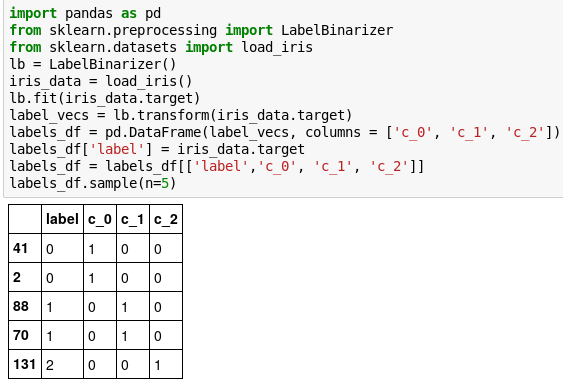 import pandas as pd
from sklearn.preprocessing import LabelBinarizer
from sklearn.datasets import load_iris
lb = LabelBinarizer()
iris_data = load_iris()
lb.fit(iris_data.target)
label_vecs = lb.transform(iris_data.target)
labels_df = pd.DataFrame(label_vecs, columns = ['c_0', 'c_1', 'c_2'])
labels_df['label'] = iris_data.target
labels_df = labels_df[['label','c_0', 'c_1', 'c_2']]
labels_df.sample(n=5)
label c_0 c_1 c_2
41 0 1 0 0
2 0 1 0 0
88 1 0 1 0
70 1 0 1 0
131 2 0 0 1